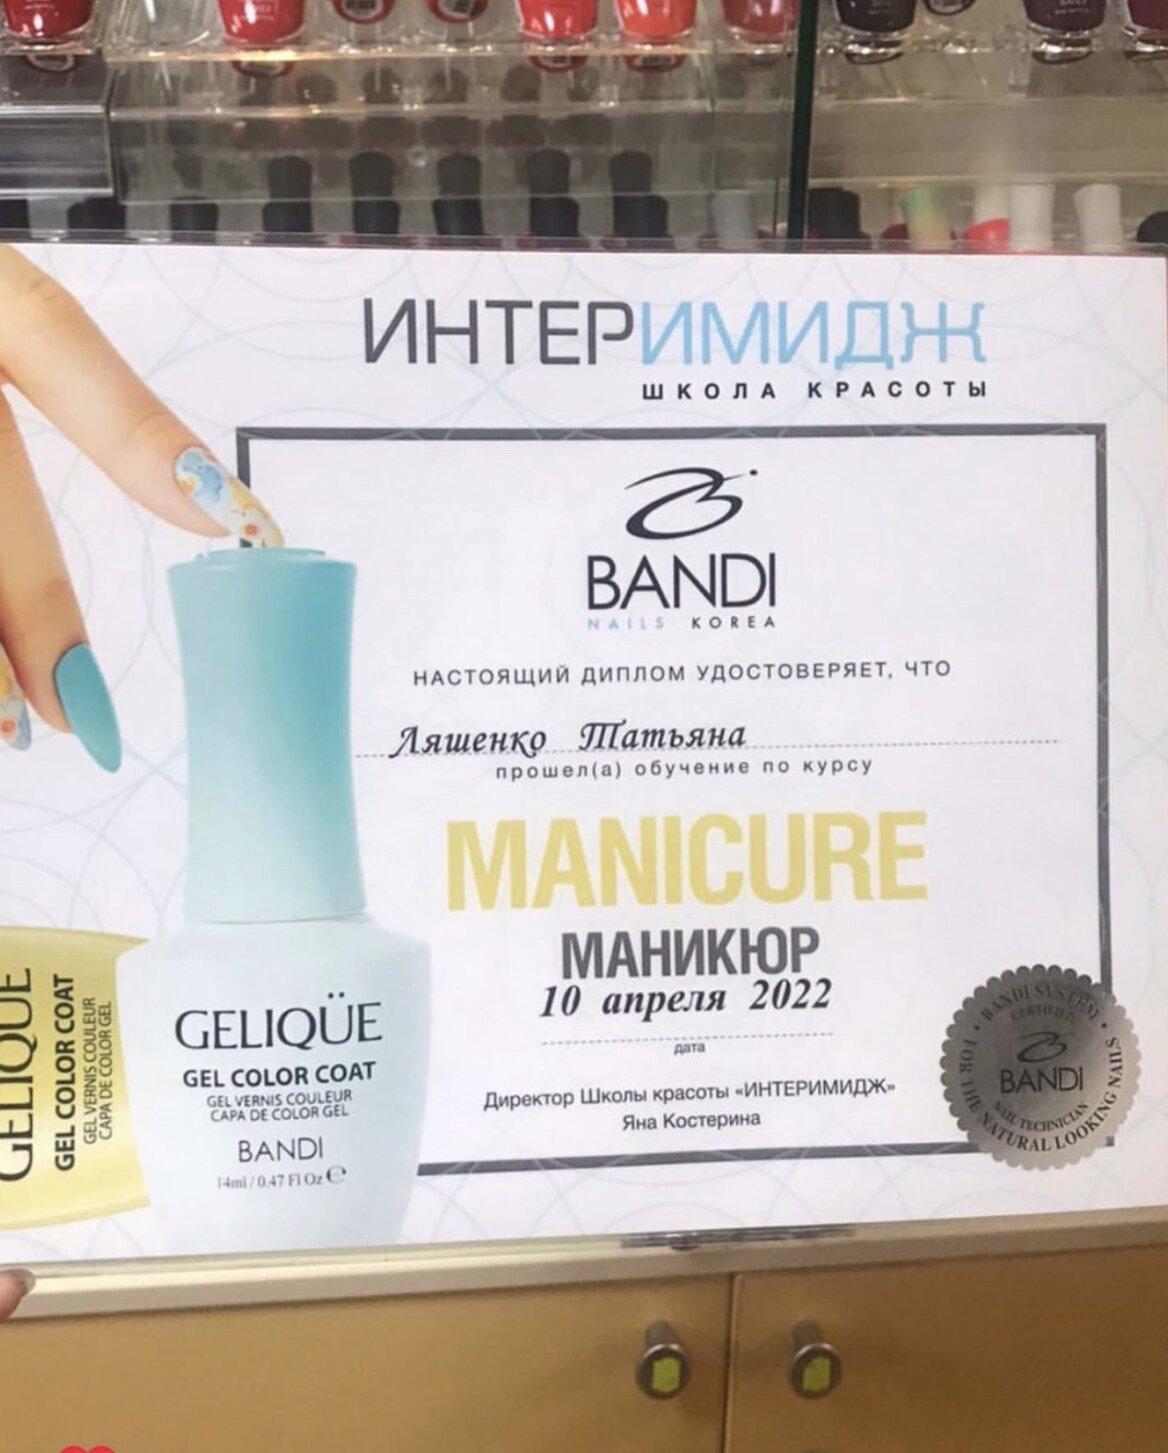 ИНТЕРИМИДЖ
ШКОЛА КРАСОТЫ
BANDI
NAILS KOREA
НАСТОЯЩИЙ ДИПЛОМ УДОСТОВЕРЯЕТ, ЧТО
Ляшенко Татьяна
прошел(а) обучение по курсу
MANICURE
МАНИКЮР
10 апреля 2022
дата
Директор Школы красоты «ИНТЕРИМИДЖ»
Яна Костерина
GELIQUE
GEL COLOR COAT
GEL VERNIS COULEUR
CAPA DE COLOR GEL
GELIQÜE
GEL COLOR COAT
GEL VERNIS COULEUR
CAPA DE COLOR GEL
BANDI
14ml / 0.47 Fl Oz
BANDI SYSTEM
CERTIFIED
BANDI
NAIL TECHNICIAN
FOR THE NATURAL LOOKING NAILS